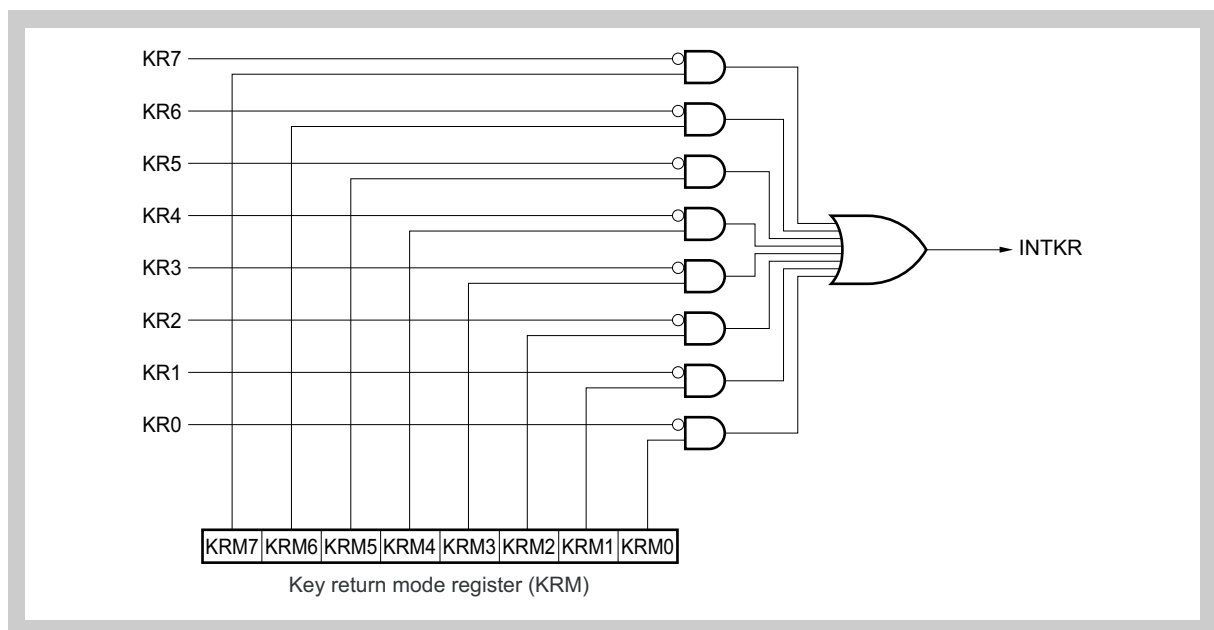 KR7
KR6
KR5
KR4
KR3
KR2
KR1
KR0
INTKR
KRM7 KRM6 KRM5 KRM4 KRM3 KRM2 KRM1 KRM0
Key return mode register (KRM)